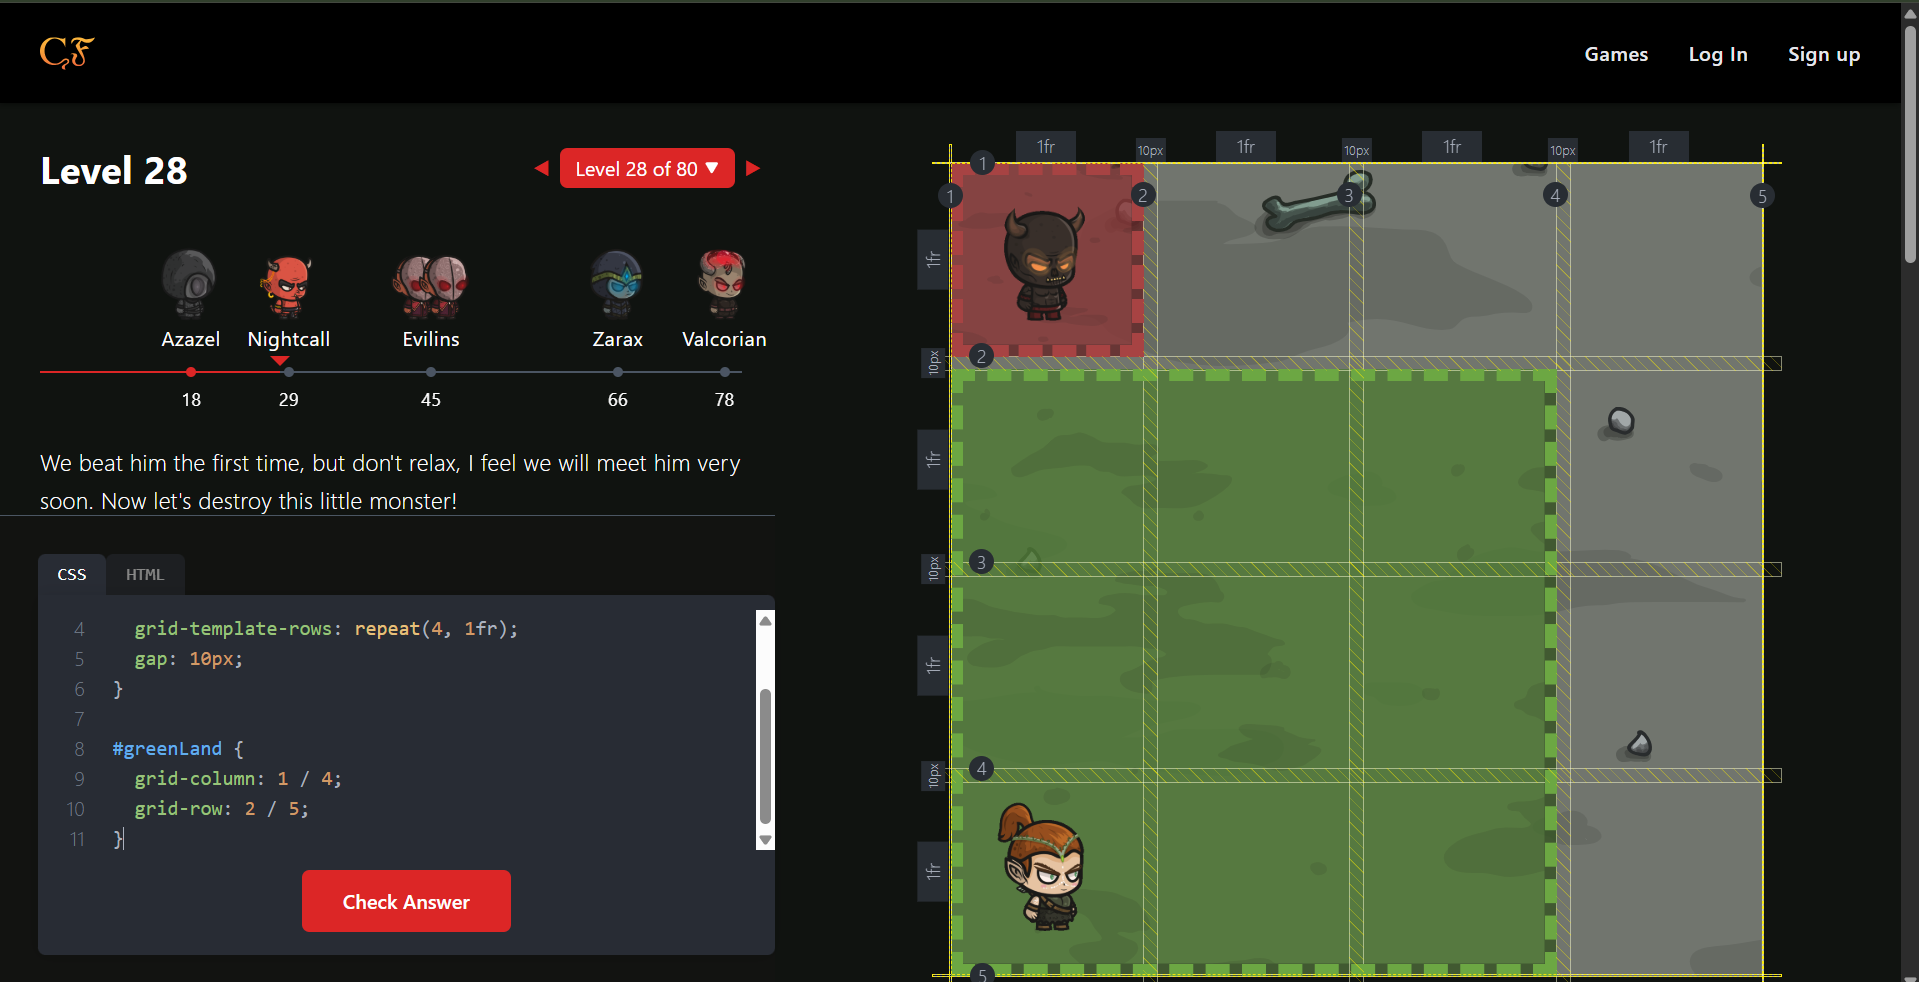 CF
Games
Log In
Sign up
Level 28
Level 28 of 80 ▼
Azazel
Nightcall
Evilins
Zarax
Valcorian
18
29
45
66
78
We beat him the first time, but don't relax, I feel we will meet him very
soon. Now let's destroy this little monster!
CSS
HTML
4 grid-template-rows: repeat(4, 1fr);
5 gap: 10px;
6 }
7
8 #greenLand {
9 grid-column: 1 / 4;
10 grid-row: 2 / 5;
11 }
Check Answer
1fr
10px
1fr
10px
1fr
10px
1fr
1
1
2
3
4
5
1fr
2
10px
1fr
3
10px
1fr
4
10px
1fr
5